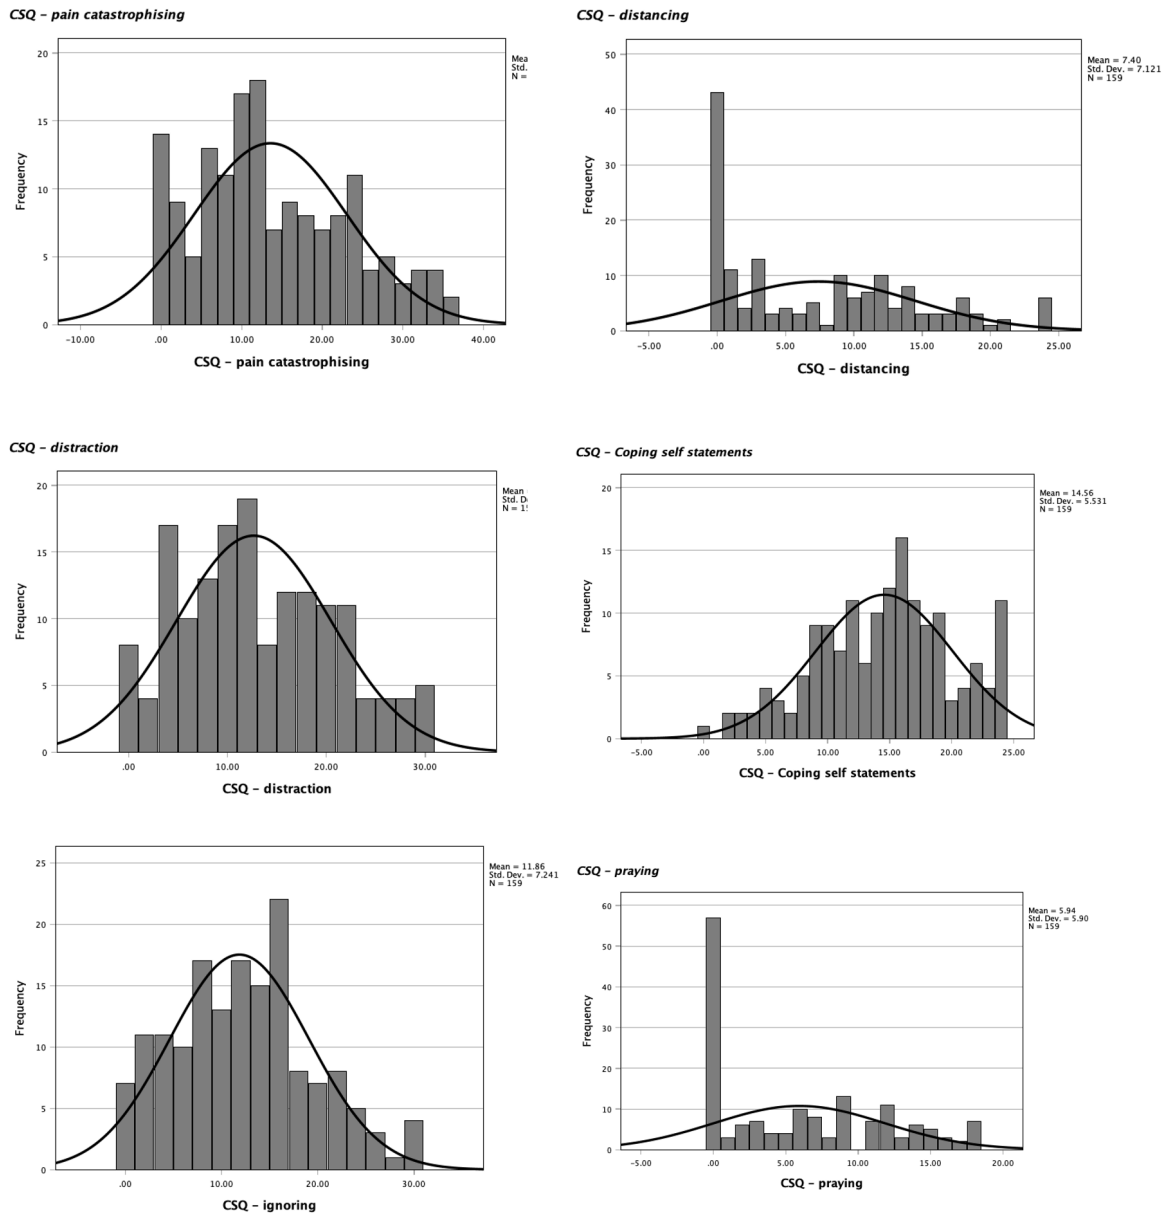 CSQ – pain catastrophising
20
15
10
5
0
Frequency
–10.00 .00 10.00 20.00 30.00 40.00
CSQ – pain catastrophising
Mea
Std.
N =
CSQ – distancing
50
40
30
20
10
0
Frequency
–5.00 .00 5.00 10.00 15.00 20.00 25.00
CSQ – distancing
Mean = 7.40
Std. Dev. = 7.121
N = 159
CSQ – distraction
20
15
10
5
0
Frequency
.00 10.00 20.00 30.00
CSQ – distraction
Mean
Std. D
N = 1
CSQ – Coping self statements
20
15
10
5
0
Frequency
–5.00 .00 5.00 10.00 15.00 20.00 25.00
CSQ – Coping self statements
Mean = 14.56
Std. Dev. = 5.531
N = 159
25
20
15
10
5
0
Frequency
.00 10.00 20.00 30.00
CSQ – ignoring
Mean = 11.86
Std. Dev. = 7.241
N = 159
CSQ – praying
60
50
40
30
20
10
0
Frequency
–5.00 .00 5.00 10.00 15.00 20.00
CSQ – praying
Mean = 5.94
Std. Dev. = 5.90
N = 159